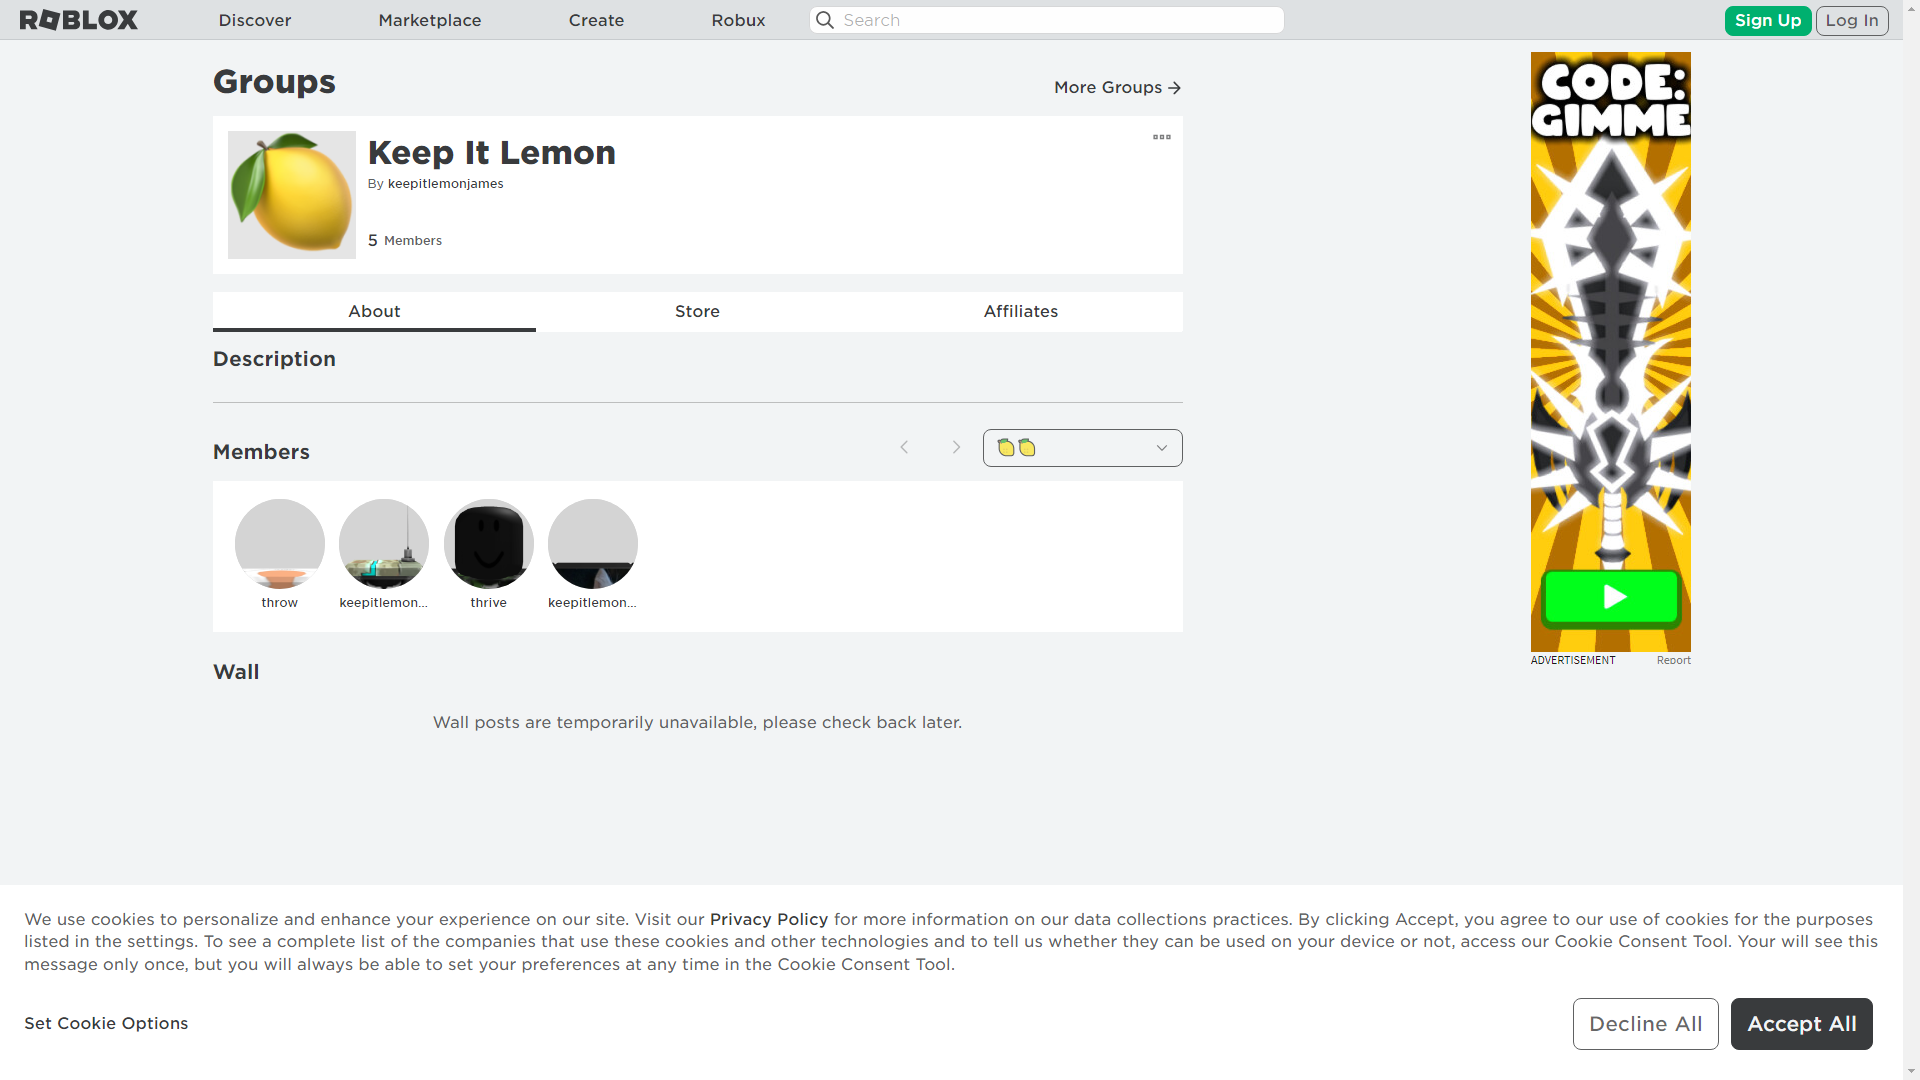 ROBLOX
Discover
Marketplace
Create
Robux
Search
Sign Up
Log In
Groups
More Groups
Keep It Lemon
By keepitlemonjames
5 Members
About
Store
Affiliates
Description
Members
🍋🍋
throw
keepitlemon...
thrive
keepitlemon...
Wall
Wall posts are temporarily unavailable, please check back later.
CODE:
GIMME
ADVERTISEMENT
Report
We use cookies to personalize and enhance your experience on our site. Visit our Privacy Policy for more information on our data collections practices. By clicking Accept, you agree to our use of cookies for the purposes
listed in the settings. To see a complete list of the companies that use these cookies and other technologies and to tell us whether they can be used on your device or not, access our Cookie Consent Tool. Your will see this
message only once, but you will always be able to set your preferences at any time in the Cookie Consent Tool.
Set Cookie Options
Decline All
Accept All